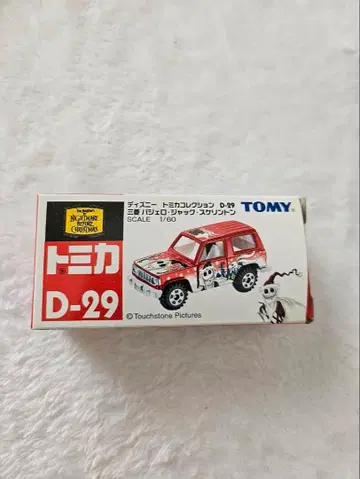 Tim Burton's
THE
NIGHTMARE
BEFORE
CHRISTMAS
トミカ
D-29
ディズニー トミカコレクション D-29
三菱 パジェロ・ジャック・スケリントン
SCALE 1/60
TOMY
©Touchstone Pictures